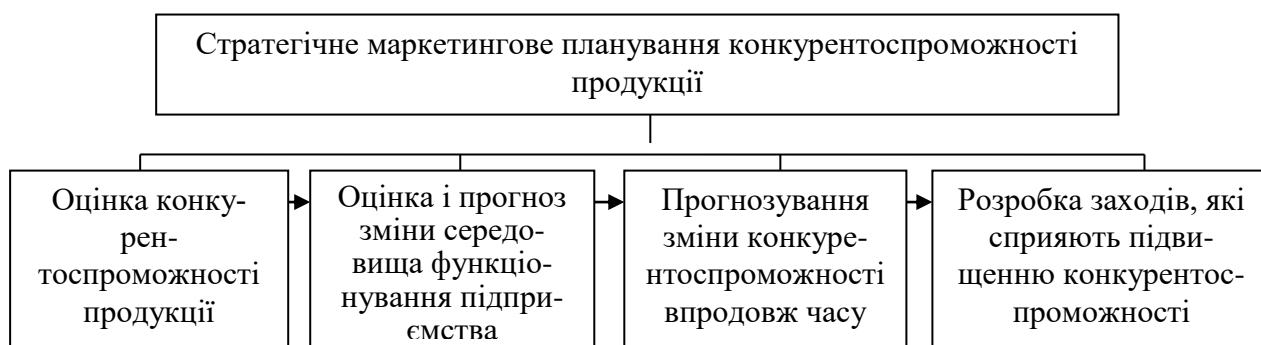 Стратегічне маркетингове планування конкурентоспроможності
продукції
Оцінка конку-
рен-
тоспроможності
продукції
Оцінка і прогноз
зміни середо-
вища функціо-
нування підпри-
ємства
Прогнозування
зміни конкуре-
нтоспроможності
впродовж часу
Розробка заходів, які
сприяють підви-
щенню конкурентос-
проможності